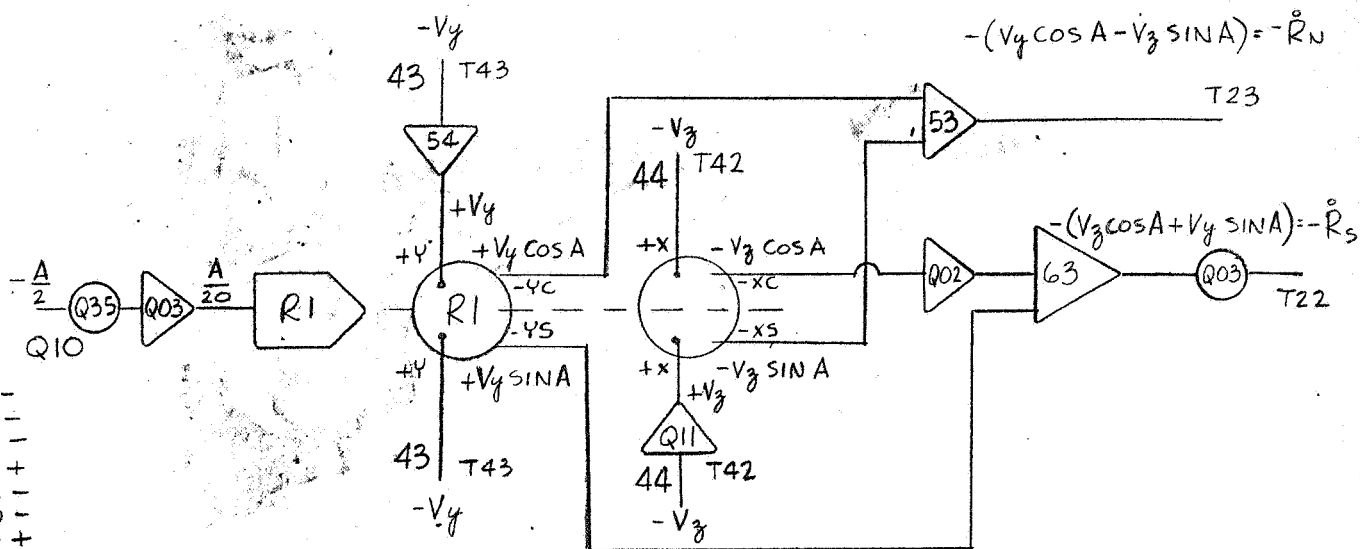 -Vy
43 T43
54
+Vy
-(Vy COS A - Vz SIN A) = -R̊N
T23
53
-Vz
44 T42
+Y +Vy COS A
-YC
R1
-YS
+Y +Vy SIN A
43 T43
-Vy
+X -Vz COS A
-XC
-XS
+X -Vz SIN A
+Vz
Q11
44 T42
-Vz
-A/2 Q35 Q03 A/20 R1
Q10
Q02
63
-(Vz COS A + Vy SIN A) = -R̊S
Q03
T22
-
-
-
+
-
-
+